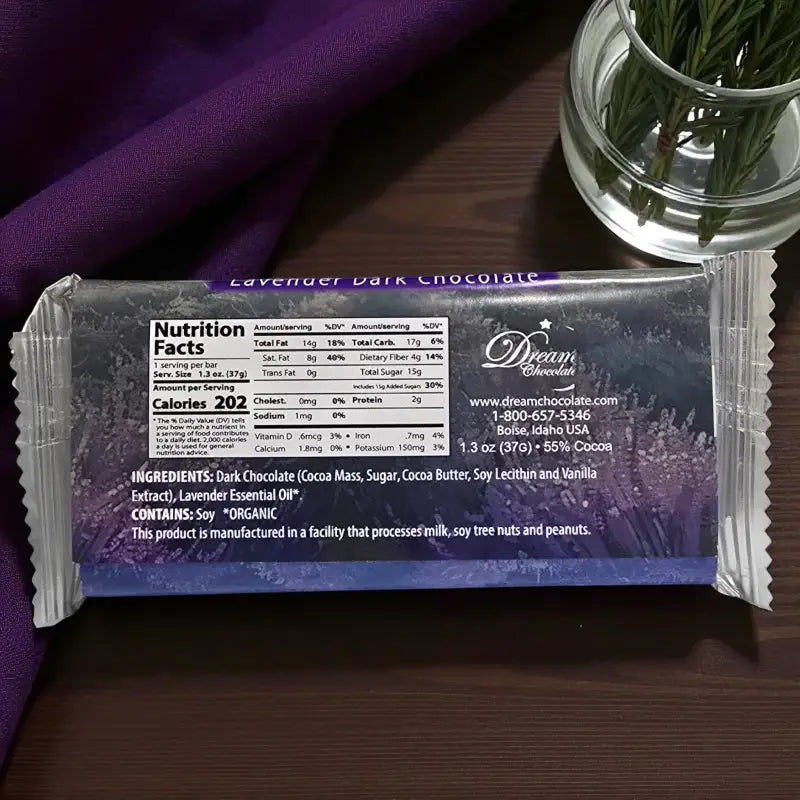 Lavender Dark Chocolate
Nutrition Facts
1 serving per bar
Serv. Size 1.3 oz. (37g)
Amount per Serving
Calories 202
* The % Daily Value (DV) tells
you how much a nutrient in
a serving of food contributes
to a daily diet. 2,000 calories
a day is used for general
nutrition advice.
Amount/serving %DV* Amount/serving %DV*
Total Fat 14g 18% Total Carb. 17g 6%
Sat. Fat 8g 40% Dietary Fiber 4g 14%
Trans Fat 0g Total Sugar 15g
Includes 15g Added Sugars 30%
Cholest. 0mg 0% Protein 2g
Sodium 1mg 0%
Vitamin D .6mcg 3% • Iron .7mg 4%
Calcium 1.8mg 0% • Potassium 150mg 3%
Dream
Chocolate
www.dreamchocolate.com
1-800-657-5346
Boise, Idaho USA
1.3 oz (37G) • 55% Cocoa
INGREDIENTS: Dark Chocolate (Cocoa Mass, Sugar, Cocoa Butter, Soy Lecithin and Vanilla
Extract), Lavender Essential Oil*
CONTAINS: Soy *ORGANIC
This product is manufactured in a facility that processes milk, soy tree nuts and peanuts.